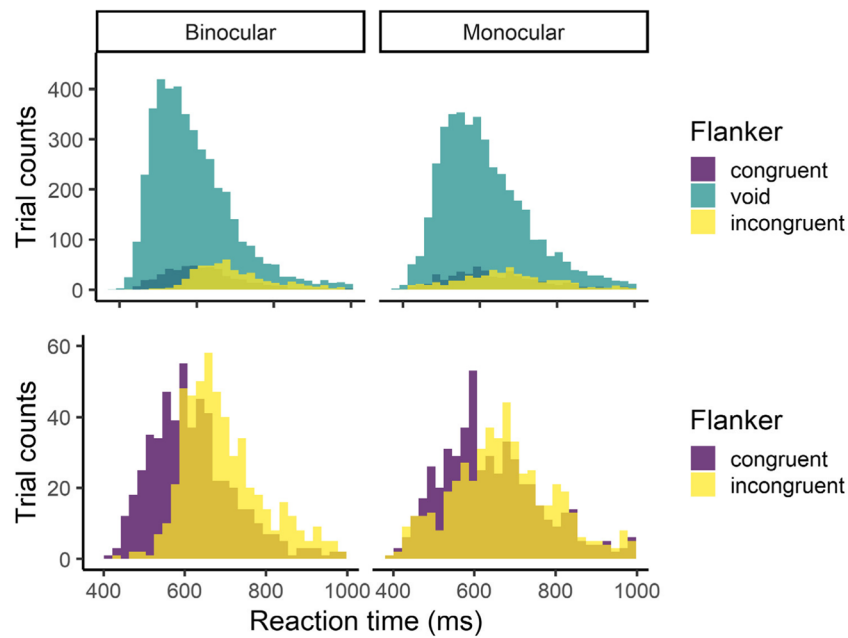 Binocular Monocular
400
300
200
100
0
Trial counts
Flanker
congruent
void
incongruent
60
40
20
0
Trial counts
400 600 800 1000 400 600 800 1000
Reaction time (ms)
Flanker
congruent
incongruent